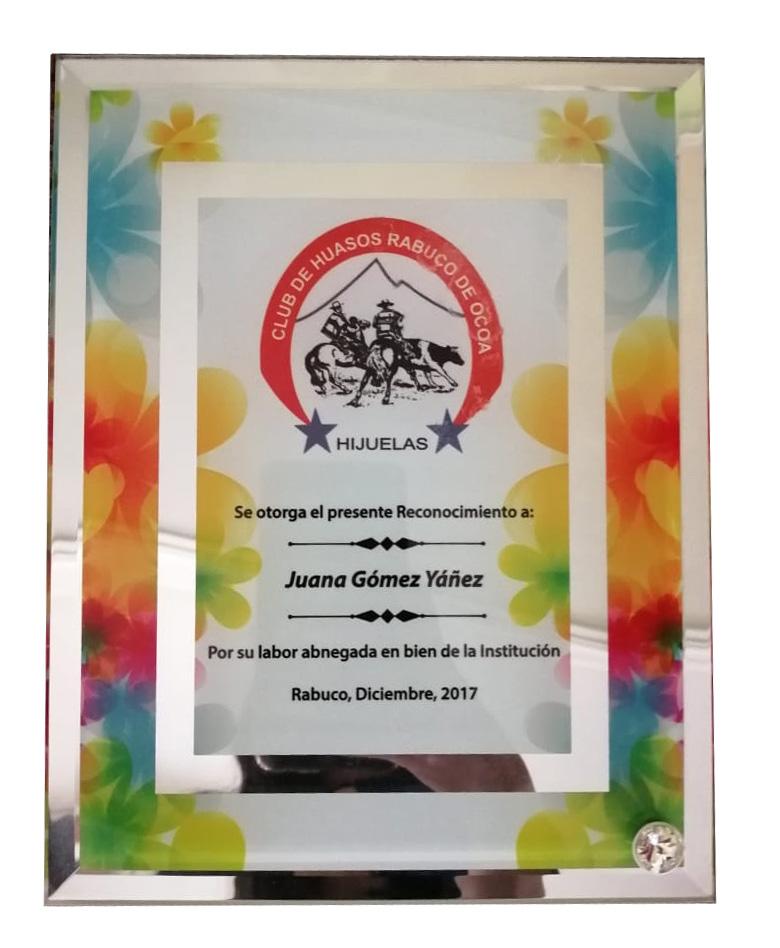 CLUB DE HUASOS RABUCO DE OCOA
HIJUELAS
Se otorga el presente Reconocimiento a:
Juana Gómez Yáñez
Por su labor abnegada en bien de la Institución
Rabuco, Diciembre, 2017